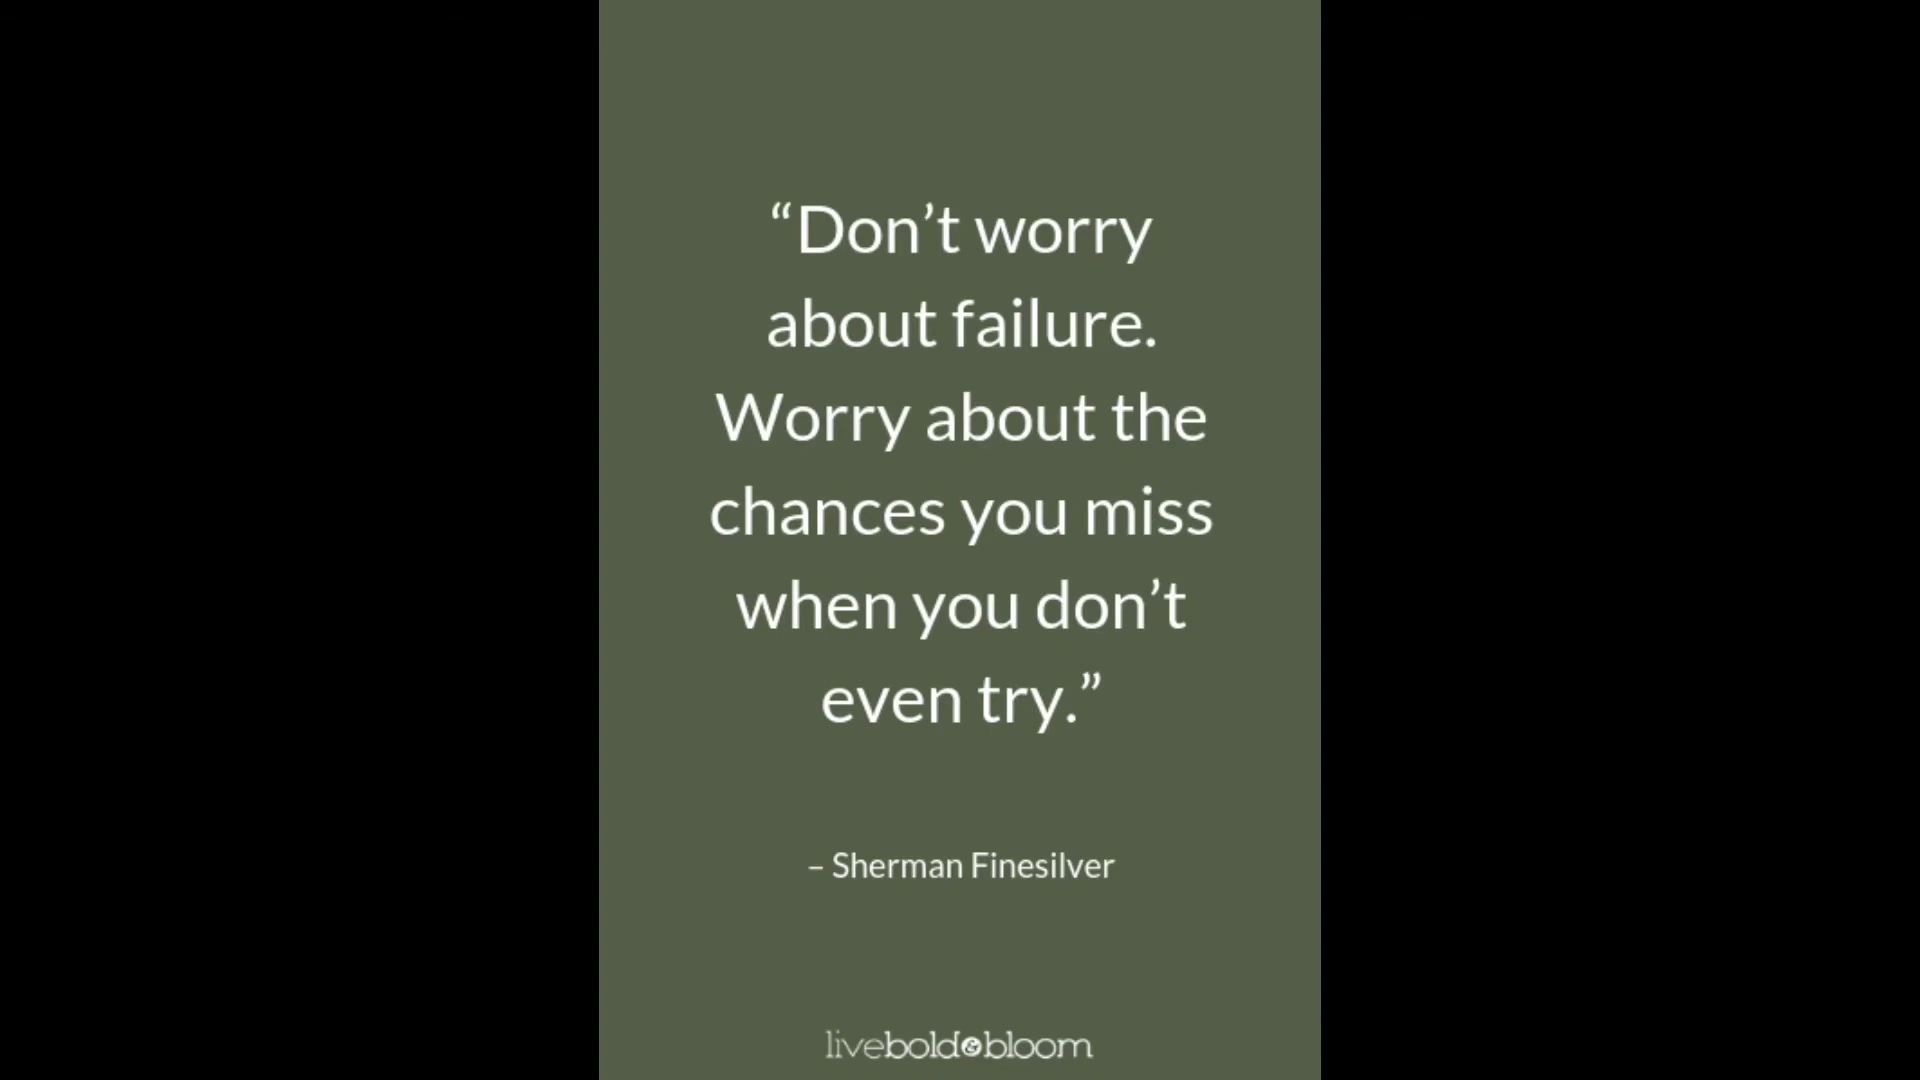 “Don’t worry
about failure.
Worry about the
chances you miss
when you don’t
even try.”
– Sherman Finesilver
livebold&bloom